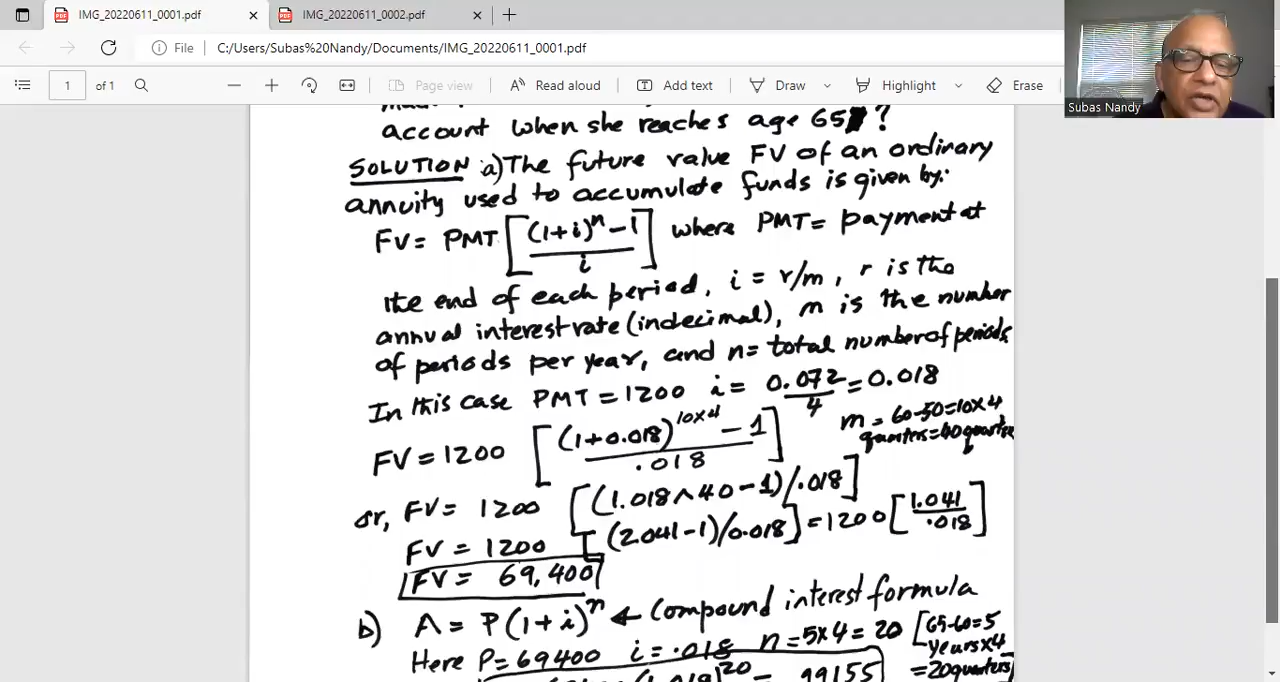 IMG_20220611_0001.pdf
IMG_20220611_0002.pdf
File C:/Users/Subas%20Nandy/Documents/IMG_20220611_0001.pdf
1 of 1 Page view Read aloud Add text Draw Highlight Erase
Subas Nandy
account when she reaches age 65 ?
SOLUTION a) The future value FV of an ordinary
annuity used to accumulate funds is given by:
FV = PMT [ ((1+i)^n - 1) / i ] where PMT = payment at
the end of each period, i = r/m, r is the
annual interest rate (indecimal), m is the number
of periods per year, and n = total number of periods
In this case PMT = 1200 i = 0.072/4 = 0.018
m = 60-50=10x4
quarters=40 quarters
FV = 1200 [ ((1+0.018)^10x4 - 1) / .018 ]
or, FV = 1200 [(1.018^40-1)/.018]
FV = 1200 [(2.041-1)/0.018] = 1200 [1.041/.018]
FV = 69,400
b) A = P(1+i)^n ← Compound interest formula
Here P = 69400 i = .018 n = 5x4 = 20 [65-60=5
years x4
=20 quarters]
(1.018)^20 = 99155